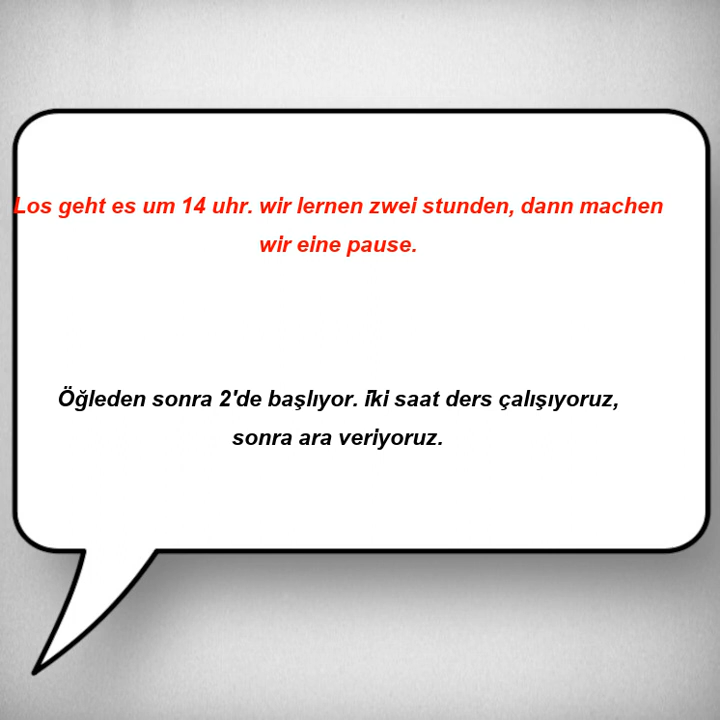 Los geht es um 14 uhr. wir lernen zwei stunden, dann machen
wir eine pause.
Öğleden sonra 2'de başlıyor. iki saat ders çalışıyoruz,
sonra ara veriyoruz.